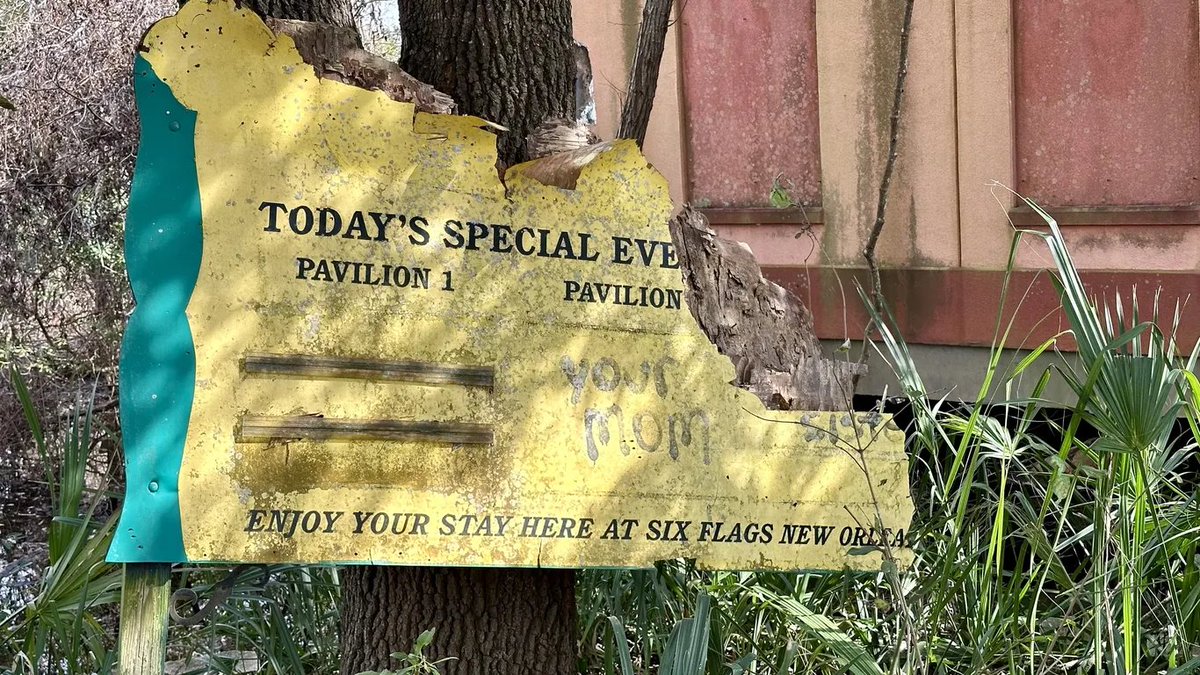 TODAY'S SPECIAL EVE
PAVILION 1
PAVILION
your
MOM
ENJOY YOUR STAY HERE AT SIX FLAGS NEW ORLEA